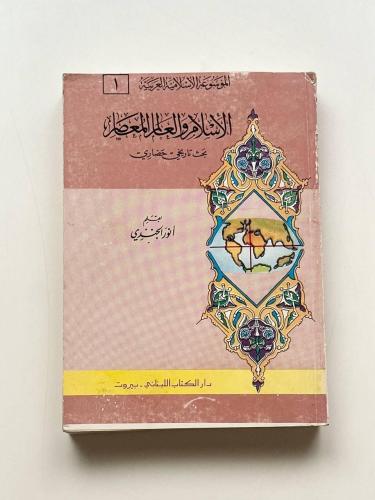 الموسوعة الإسلامية العربية
١
الإسلام والعالم المعاصر
بحث تاريخي حضاري
بقلم
أنور الجندي
دار الكتاب اللبناني - بيروت